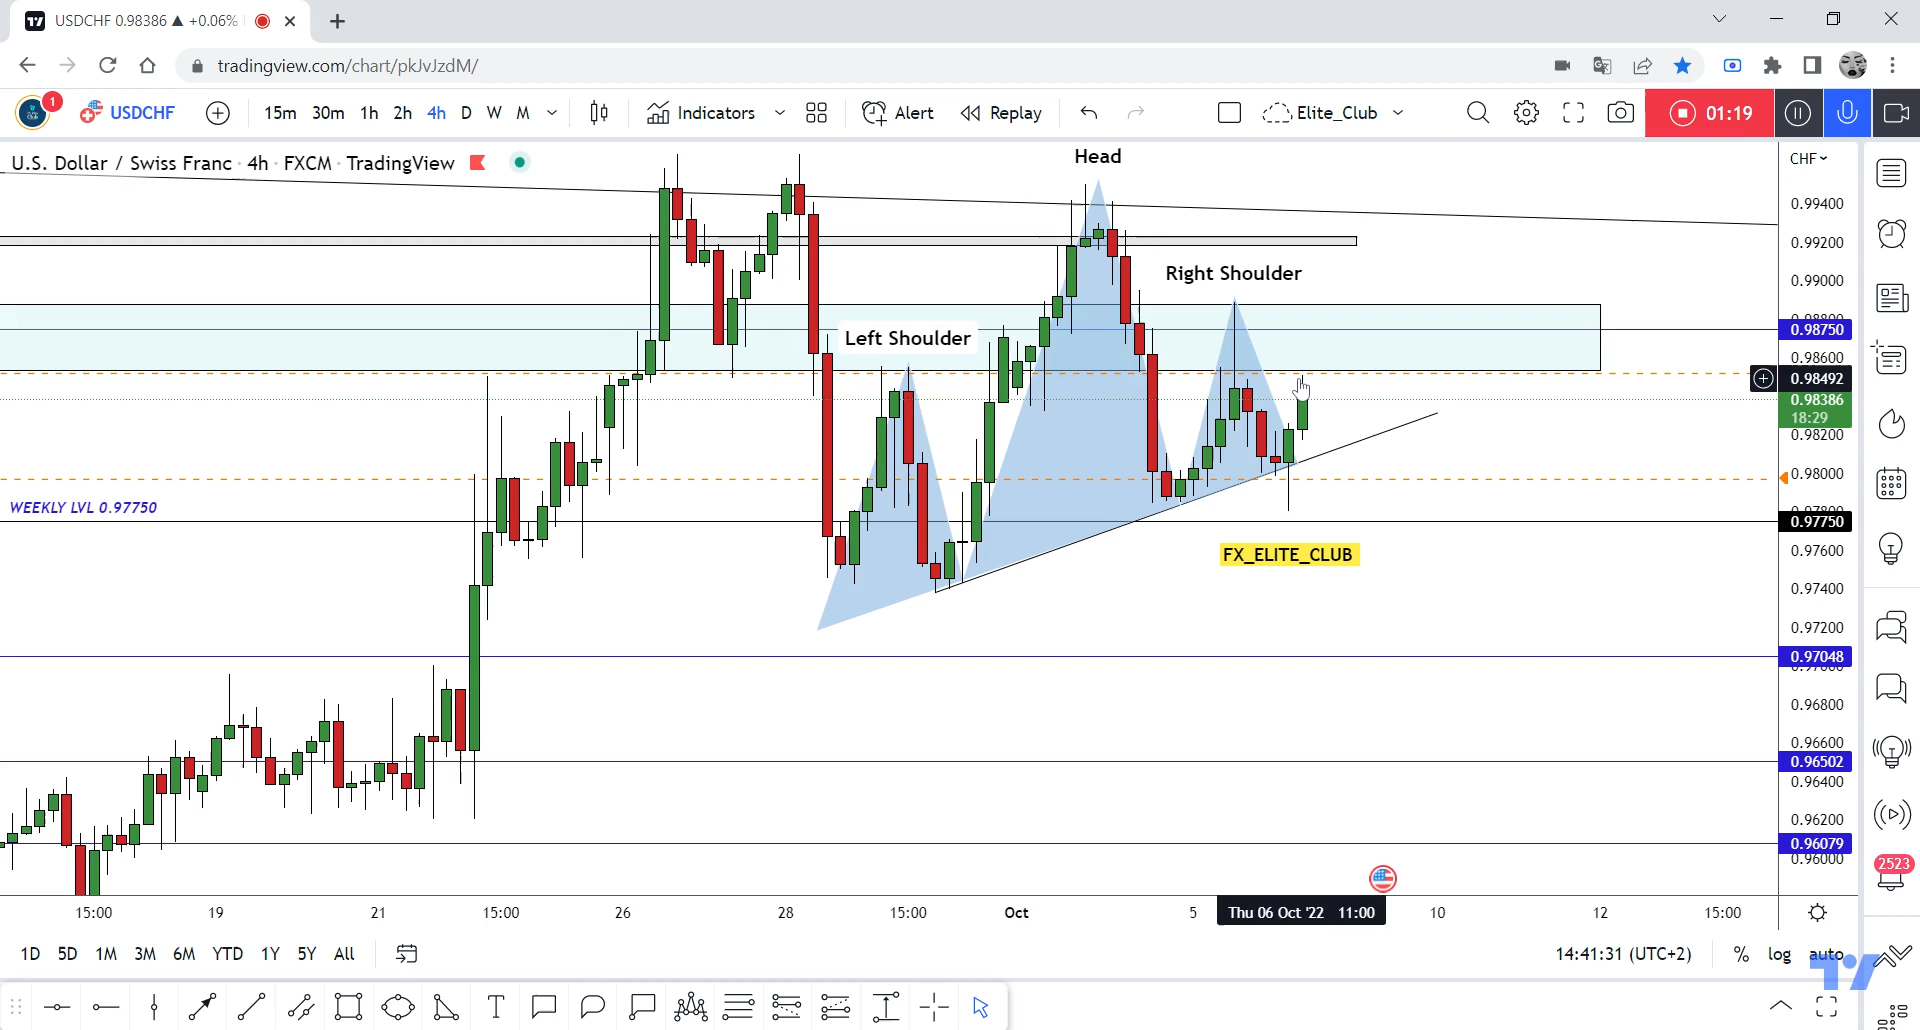 USDCHF 0.98386 ▲ +0.06%
tradingview.com/chart/pkJvJzdM/
1
USDCHF
15m 30m 1h 2h 4h D W M
Indicators
Alert
Replay
Elite_Club
01:19
U.S. Dollar / Swiss Franc · 4h · FXCM · TradingView
CHF
Head
0.99400
0.99200
Right Shoulder
0.99000
0.98750
Left Shoulder
0.98600
0.98492
0.98386
18:29
0.98200
0.98000
WEEKLY LVL 0.97750
0.97750
FX_ELITE_CLUB
0.97600
0.97400
0.97200
0.97048
0.96800
0.96600
0.96502
0.96400
0.96200
0.96079
0.96000
2523
15:00 19 21 15:00 26 28 15:00 Oct 5 Thu 06 Oct '22 11:00 10 12 15:00
1D 5D 1M 3M 6M YTD 1Y 5Y All
14:41:31 (UTC+2) % log auto